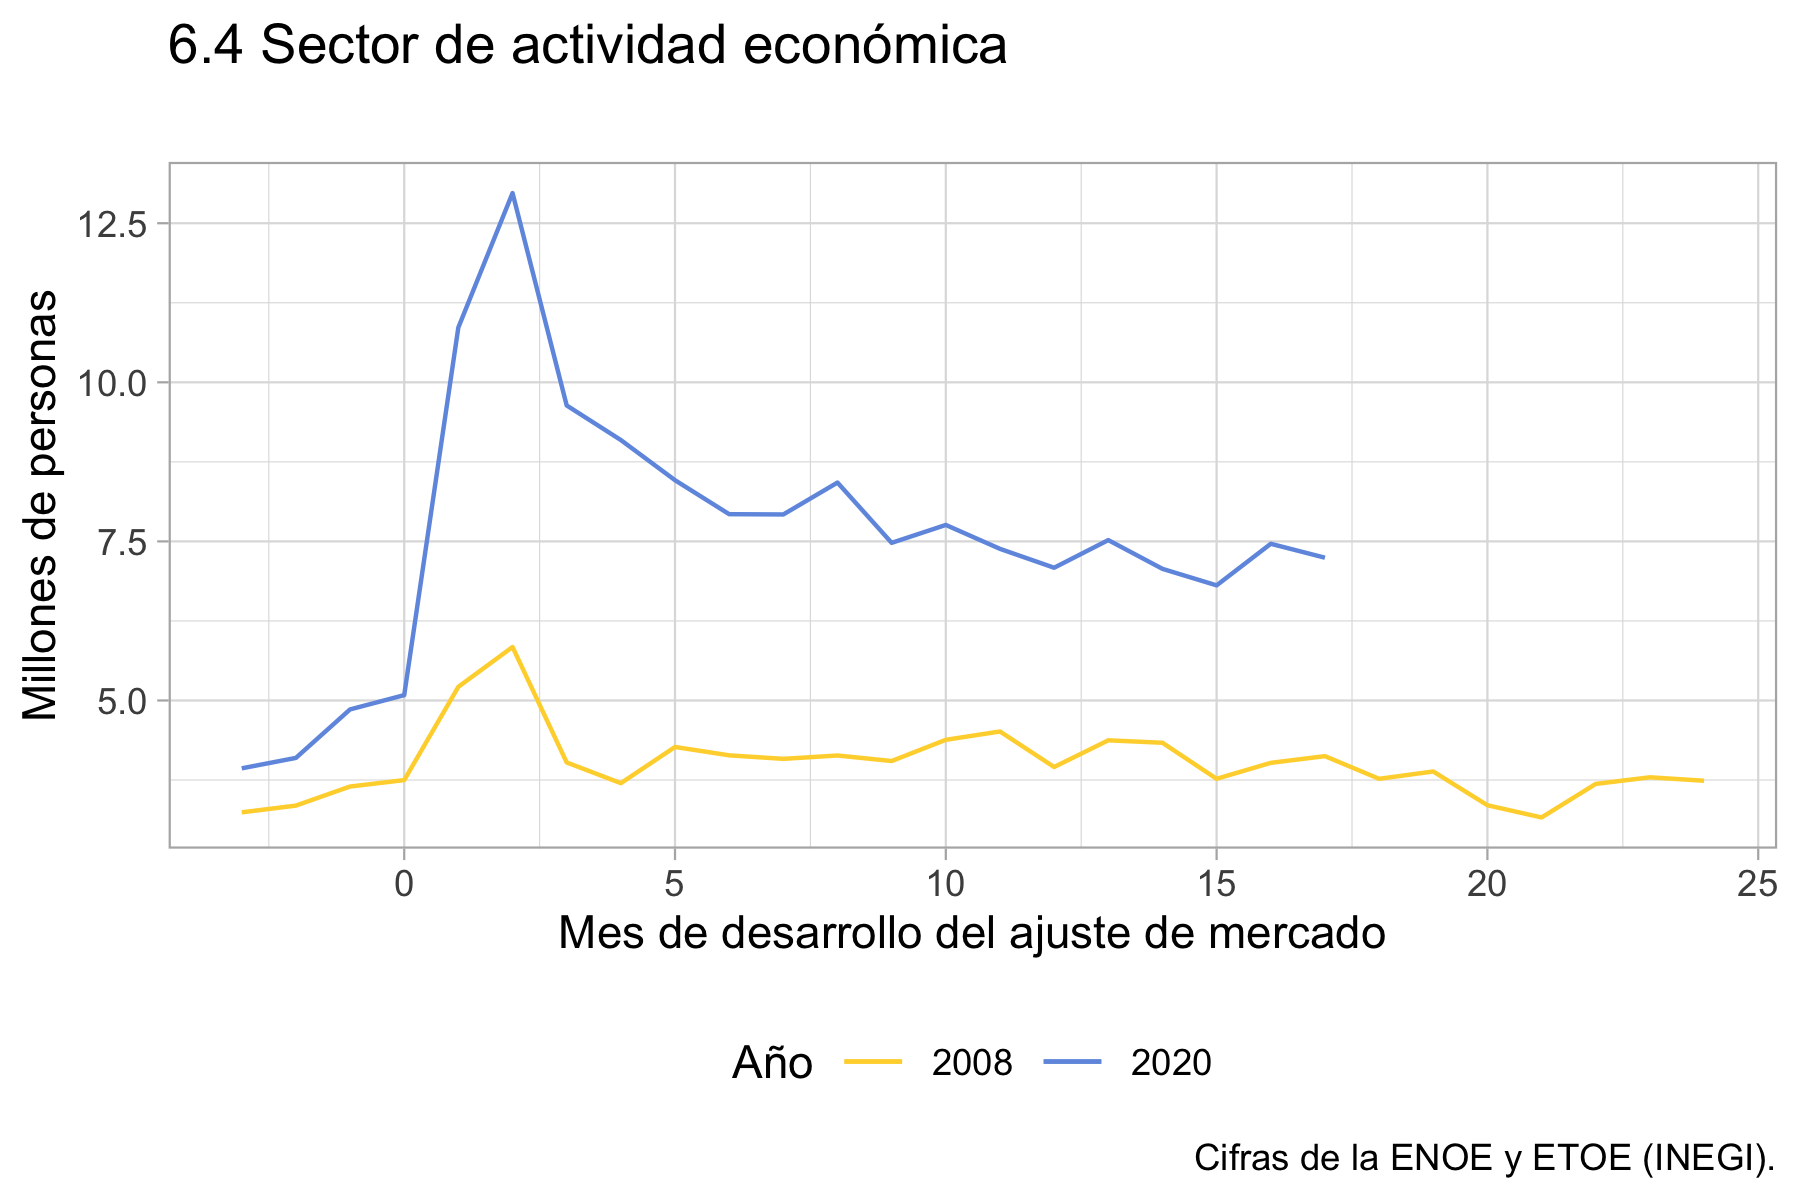 6.4 Sector de actividad económica
Millones de personas
12.5
10.0
7.5
5.0
0 5 10 15 20 25
Mes de desarrollo del ajuste de mercado
Año 2008 2020
Cifras de la ENOE y ETOE (INEGI).